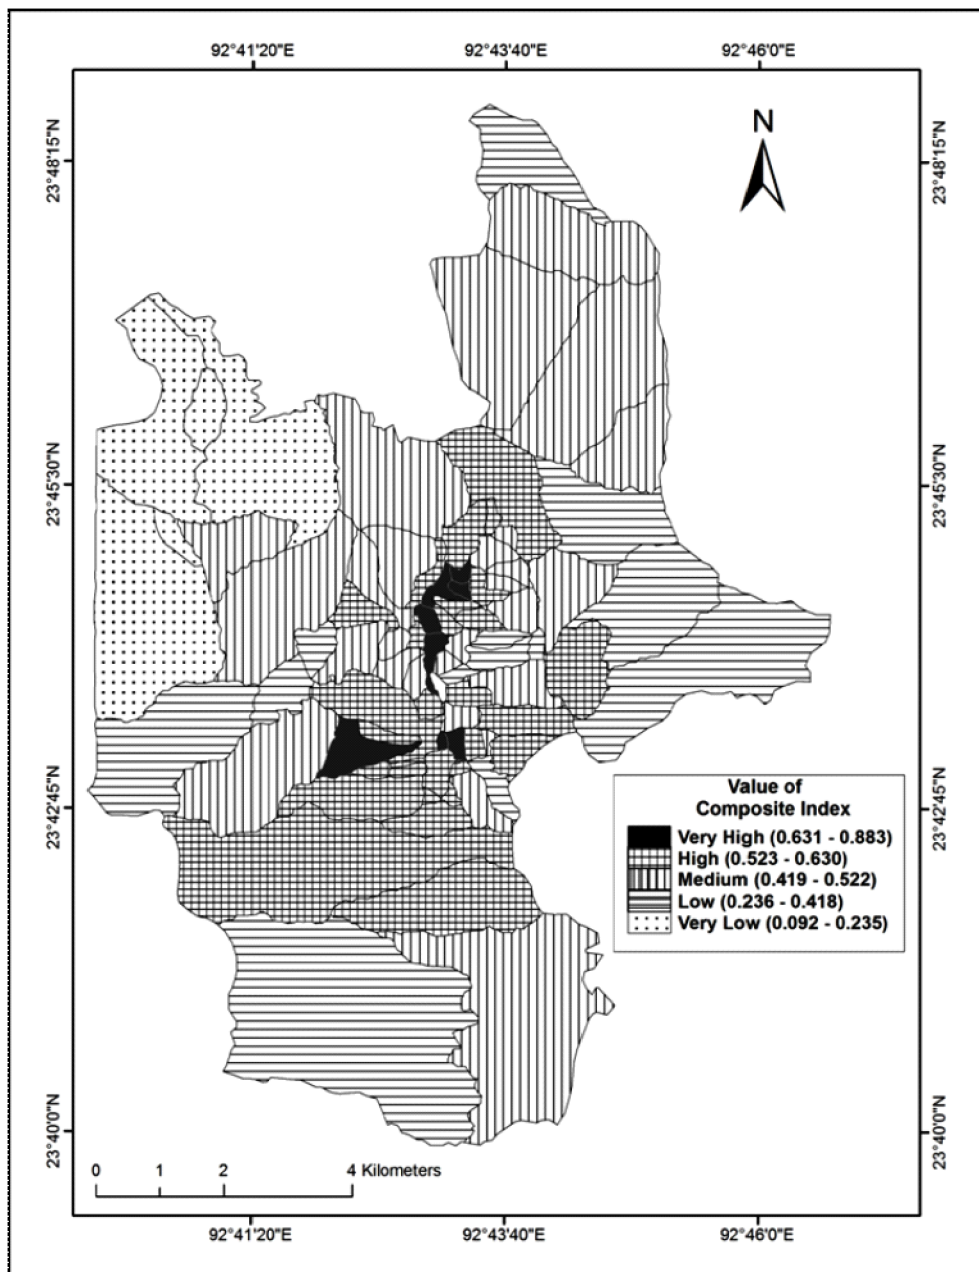 92°41'20"E 92°43'40"E 92°46'0"E
N
23°48'15"N 23°48'15"N
23°45'30"N 23°45'30"N
23°42'45"N 23°42'45"N
Value of
Composite Index
Very High (0.631 - 0.883)
High (0.523 - 0.630)
Medium (0.419 - 0.522)
Low (0.236 - 0.418)
Very Low (0.092 - 0.235)
23°40'0"N 23°40'0"N
0 1 2 4 Kilometers
92°41'20"E 92°43'40"E 92°46'0"E